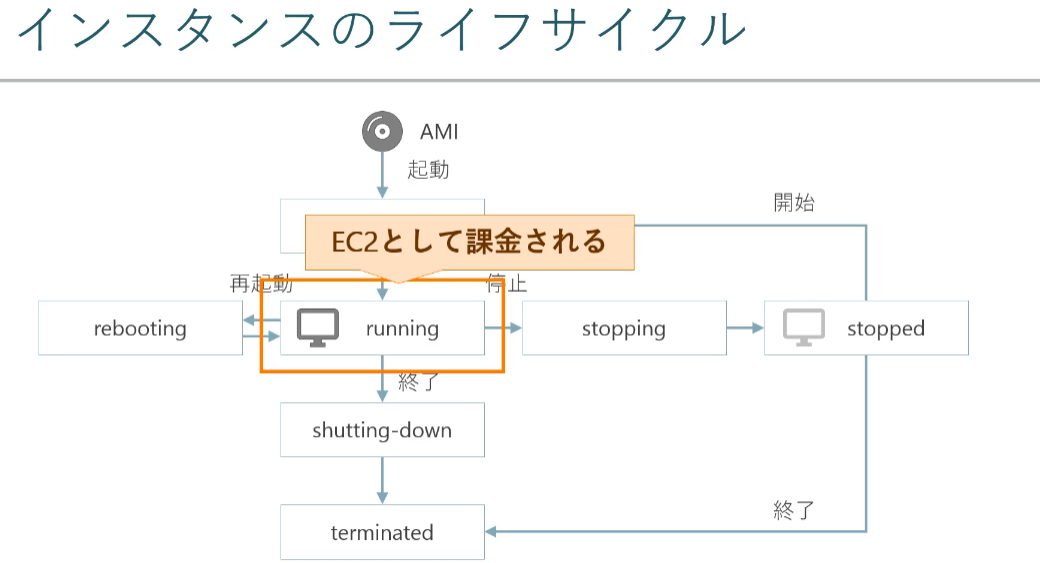 インスタンスのライフサイクル
AMI
起動
開始
EC2として課金される
再起動
停止
rebooting
running
stopping
stopped
終了
shutting-down
終了
terminated